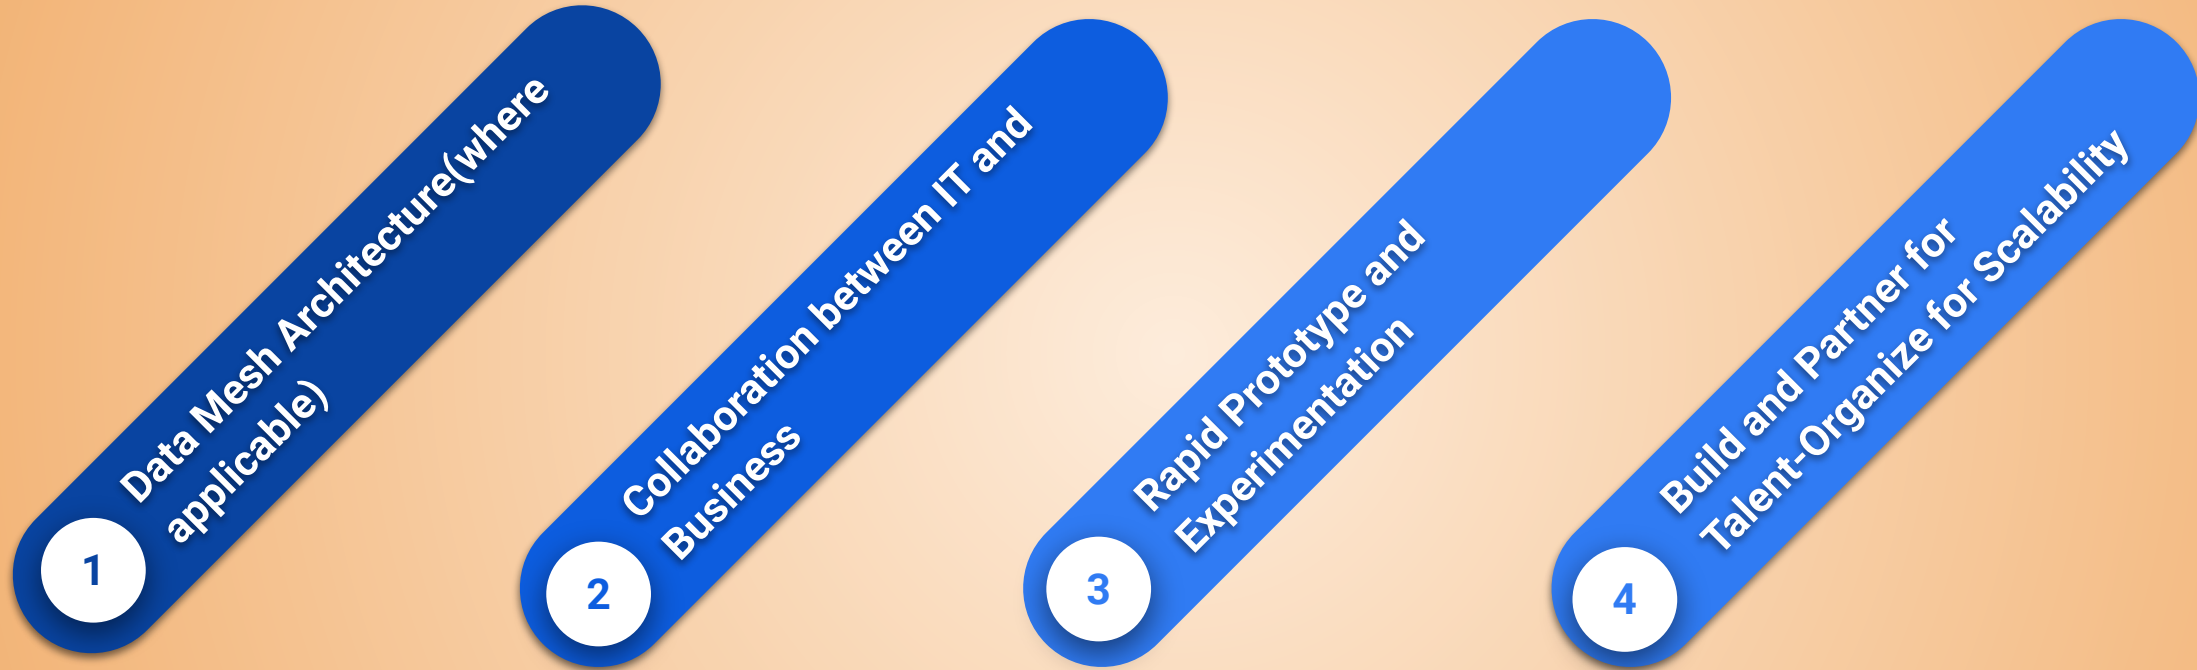 1
Data Mesh Architecture(where
applicable)
2
Collaboration between IT and
Business
3
Rapid Prototype and
Experimentation
4
Build and Partner for
Talent-Organize for Scalability